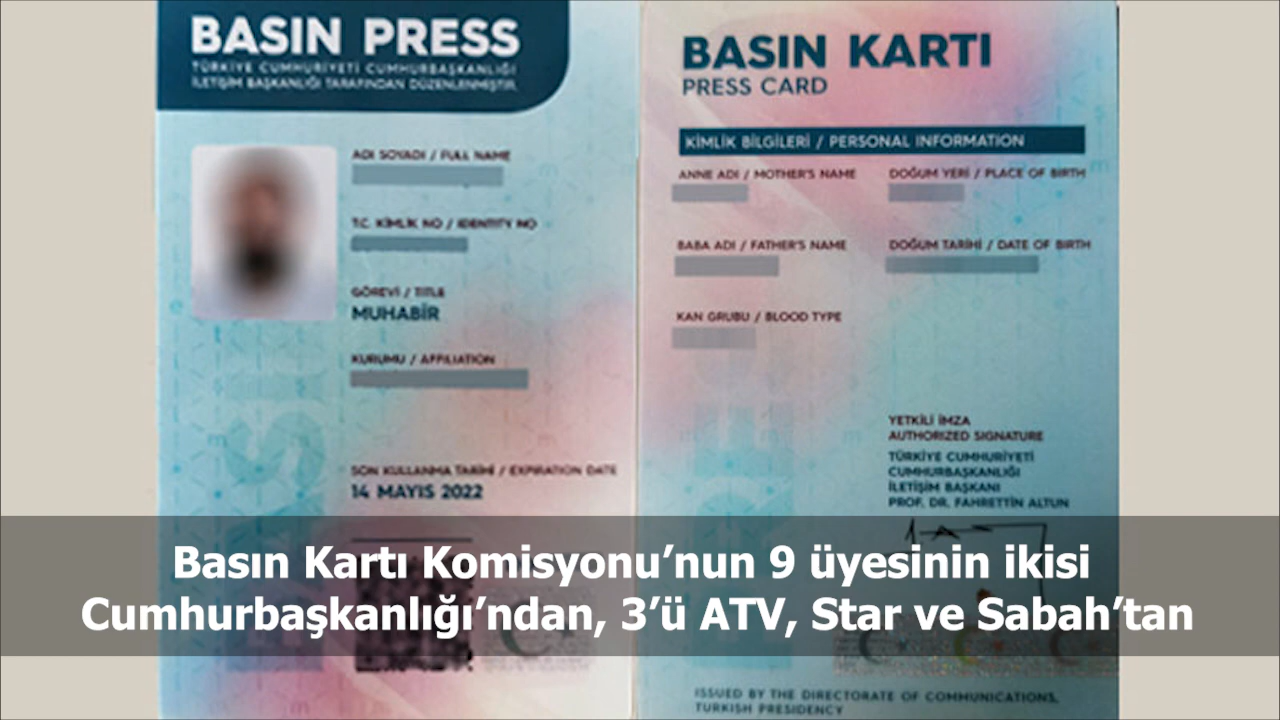 BASIN PRESS
TÜRKİYE CUMHURİYETİ CUMHURBAŞKANLIĞI
İLETİŞİM BAŞKANLIĞI TARAFINDAN DÜZENLENMİŞTİR.
ADI SOYADI / FULL NAME
T.C. KİMLİK NO / IDENTITY NO
GÖREVİ / TITLE
MUHABİR
KURUMU / AFFILIATION
SON KULLANMA TARİHİ / EXPIRATION DATE
14 MAYIS 2022
BASIN KARTI
PRESS CARD
KİMLİK BİLGİLERİ / PERSONAL INFORMATION
ANNE ADI / MOTHER'S NAME
DOĞUM YERİ / PLACE OF BIRTH
BABA ADI / FATHER'S NAME
DOĞUM TARİHİ / DATE OF BIRTH
KAN GRUBU / BLOOD TYPE
YETKİLİ İMZA
AUTHORIZED SIGNATURE
TÜRKİYE CUMHURİYETİ
CUMHURBAŞKANLIĞI
İLETİŞİM BAŞKANI
PROF. DR. FAHRETTİN ALTUN
Basın Kartı Komisyonu’nun 9 üyesinin ikisi
Cumhurbaşkanlığı’ndan, 3’ü ATV, Star ve Sabah’tan
ISSUED BY THE DIRECTORATE OF COMMUNICATIONS,
TURKISH PRESIDENCY